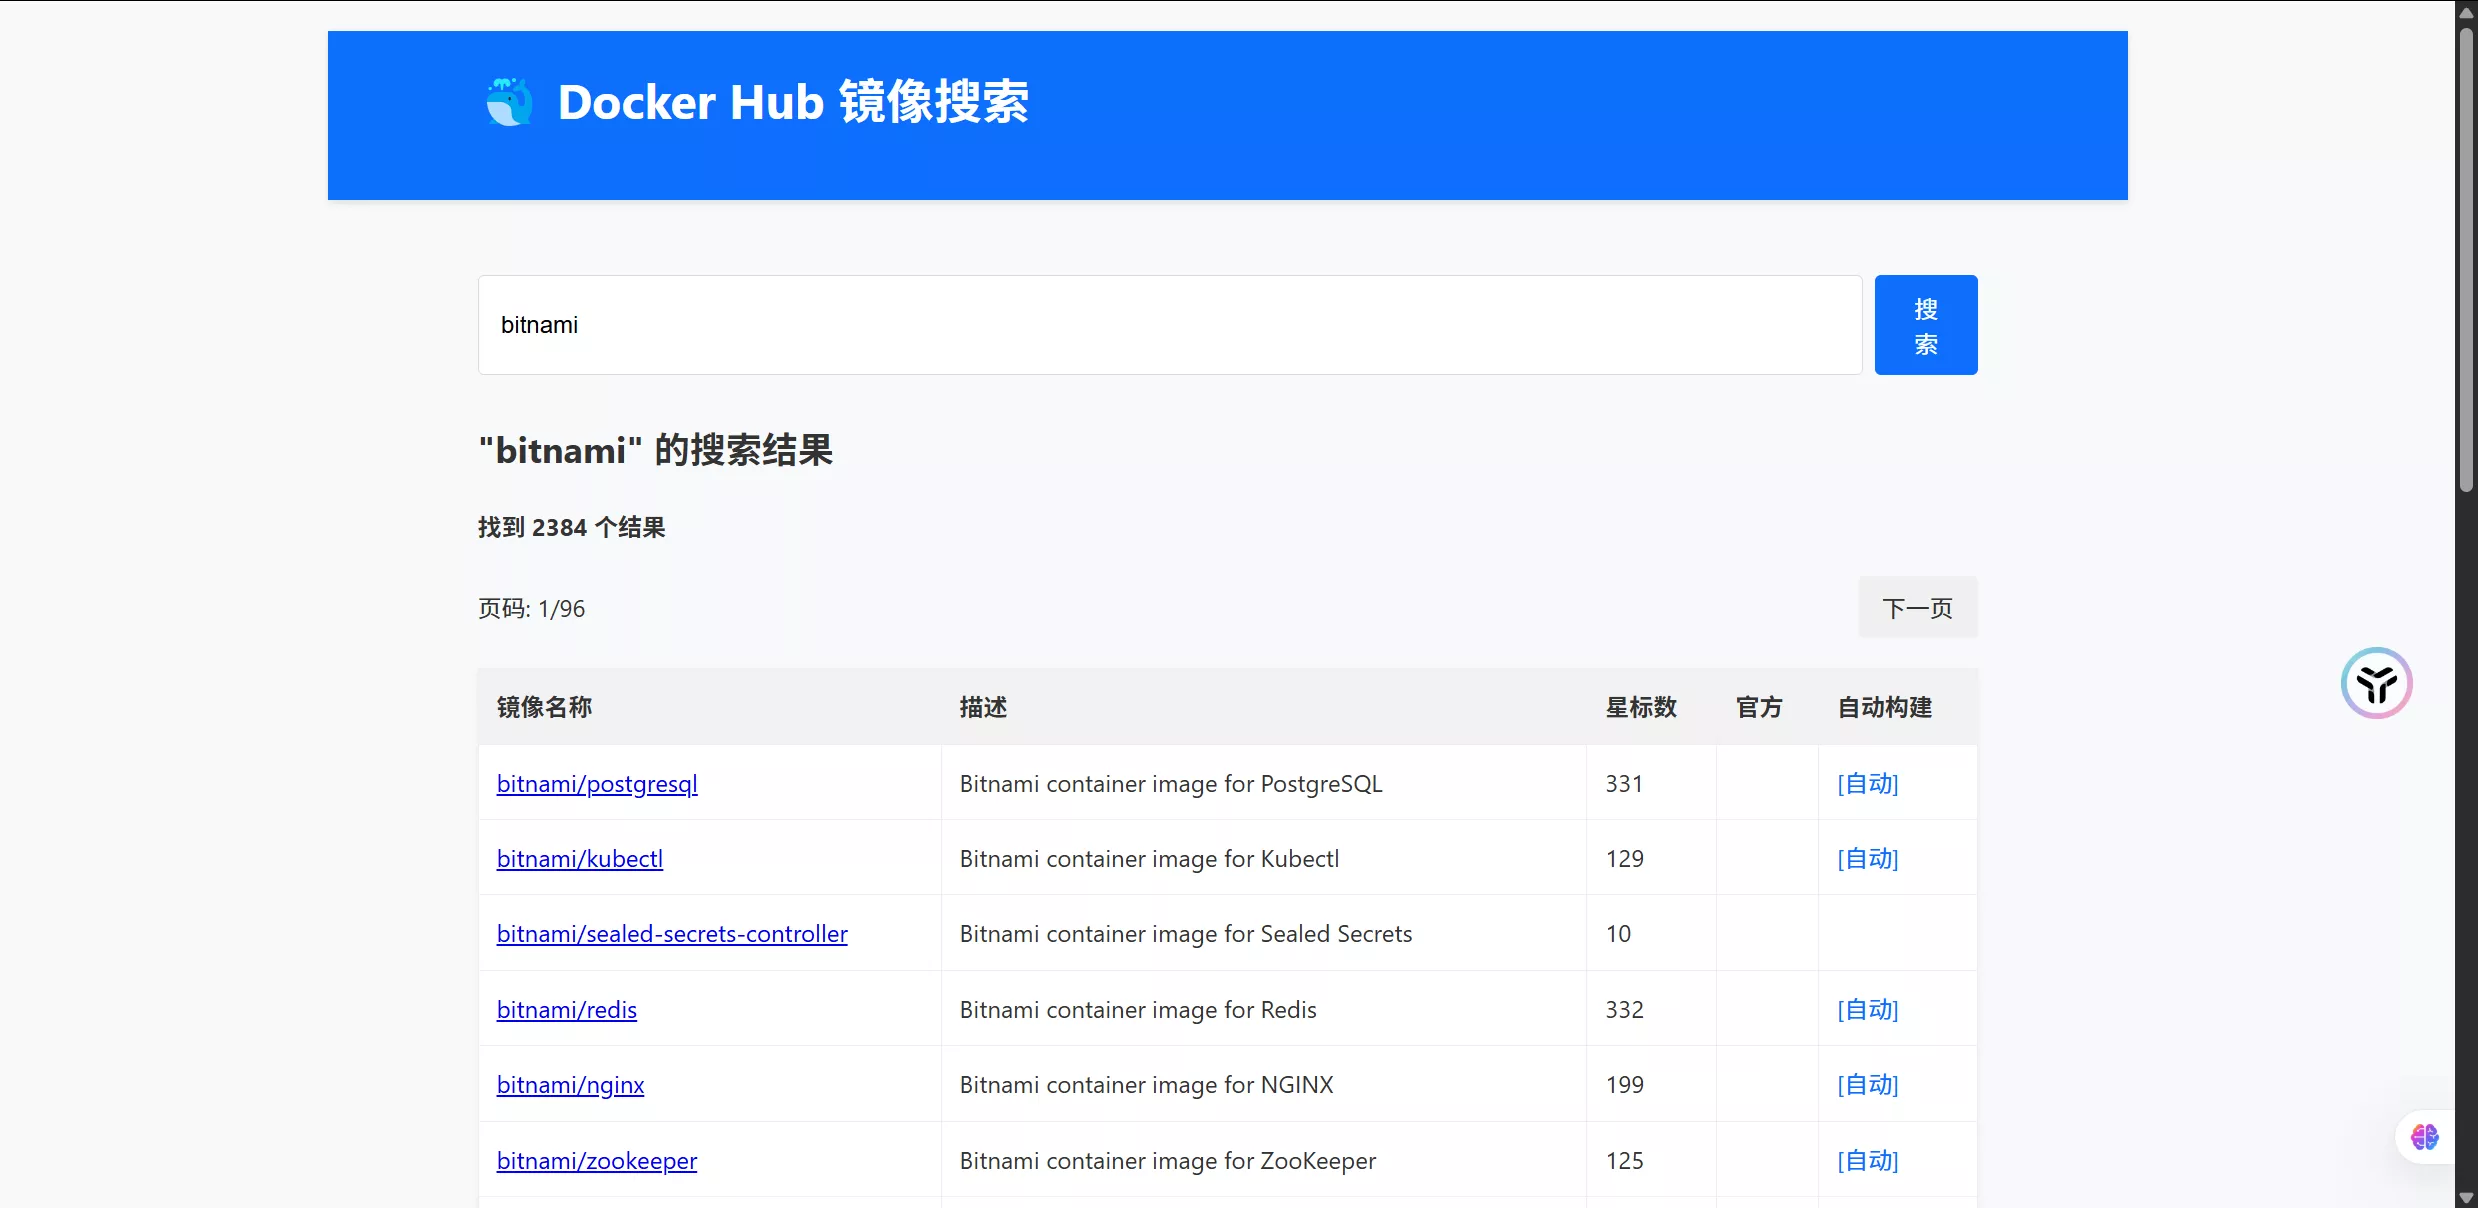 Docker Hub 镜像搜索
bitnami
搜
索
"bitnami" 的搜索结果
找到 2384 个结果
页码: 1/96
下一页
镜像名称 描述 星标数 官方 自动构建
bitnami/postgresql Bitnami container image for PostgreSQL 331 [自动]
bitnami/kubectl Bitnami container image for Kubectl 129 [自动]
bitnami/sealed-secrets-controller Bitnami container image for Sealed Secrets 10
bitnami/redis Bitnami container image for Redis 332 [自动]
bitnami/nginx Bitnami container image for NGINX 199 [自动]
bitnami/zookeeper Bitnami container image for ZooKeeper 125 [自动]